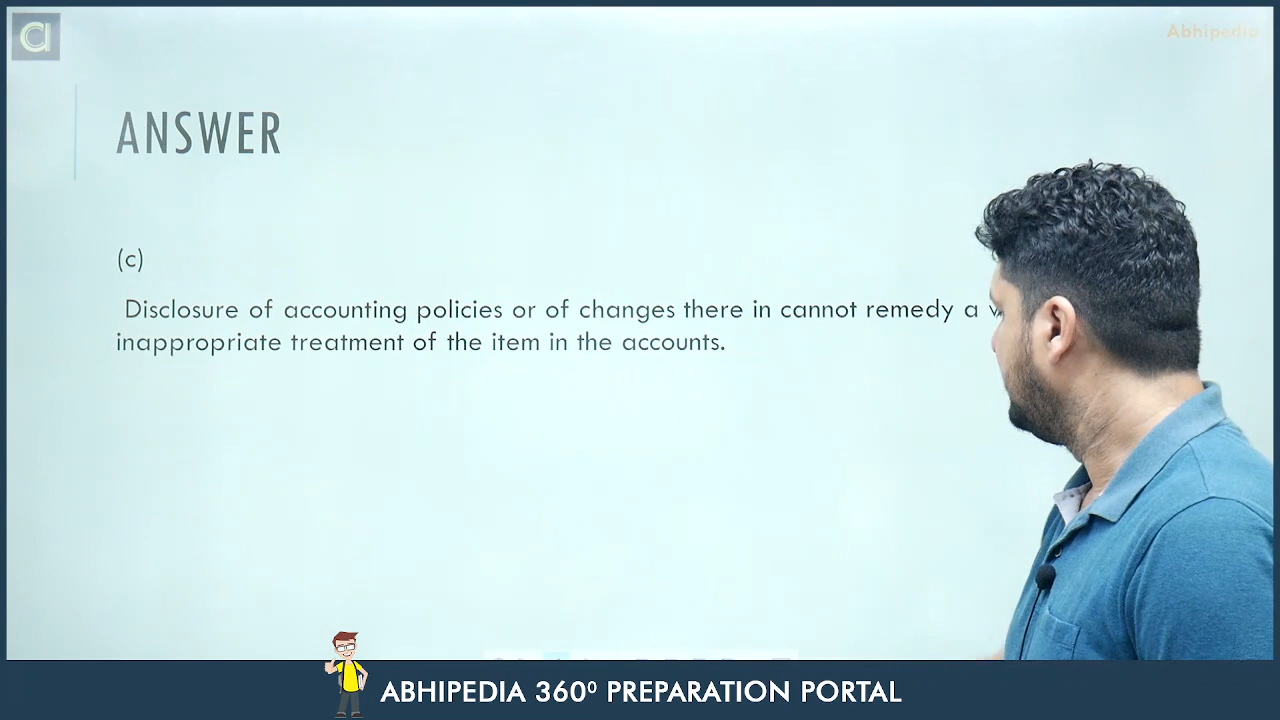 Abhipedia
ANSWER
(c)
Disclosure of accounting policies or of changes there in cannot remedy a
inappropriate treatment of the item in the accounts.
ABHIPEDIA 360⁰ PREPARATION PORTAL